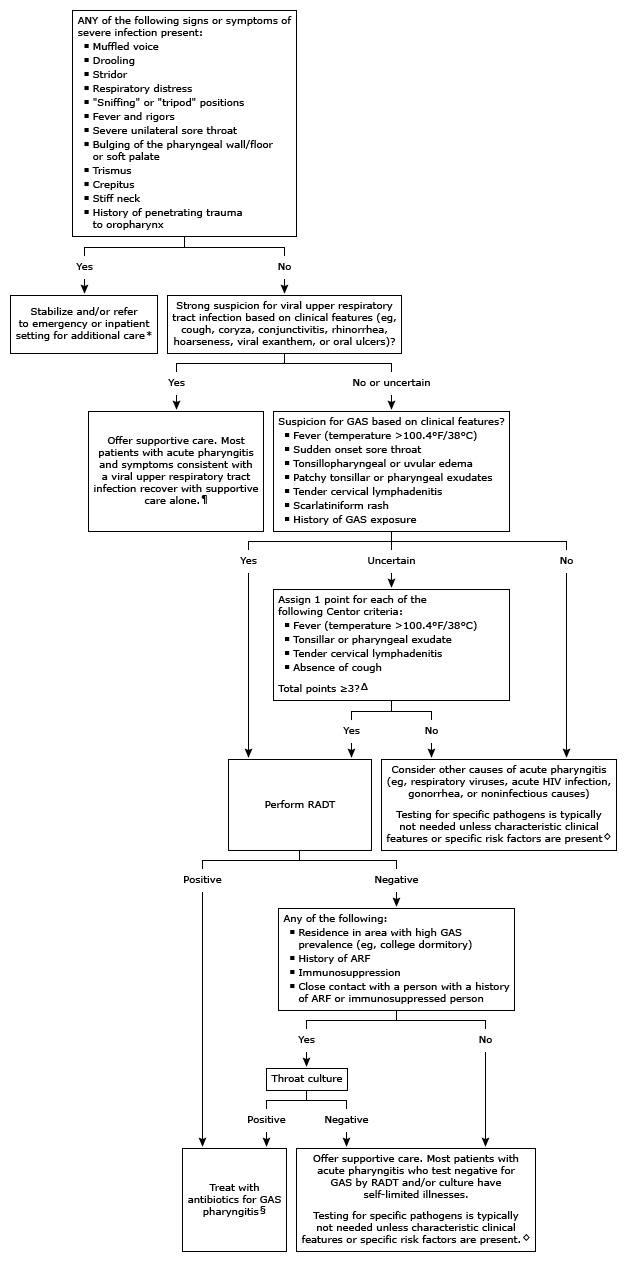 ANY of the following signs or symptoms of
severe infection present:
▪ Muffled voice
▪ Drooling
▪ Stridor
▪ Respiratory distress
▪ "Sniffing" or "tripod" positions
▪ Fever and rigors
▪ Severe unilateral sore throat
▪ Bulging of the pharyngeal wall/floor
or soft palate
▪ Trismus
▪ Crepitus
▪ Stiff neck
▪ History of penetrating trauma
to oropharynx
Yes
No
Stabilize and/or refer
to emergency or inpatient
setting for additional care*
Strong suspicion for viral upper respiratory
tract infection based on clinical features (eg,
cough, coryza, conjunctivitis, rhinorrhea,
hoarseness, viral exanthem, or oral ulcers)?
Yes
No or uncertain
Offer supportive care. Most
patients with acute pharyngitis
and symptoms consistent with
a viral upper respiratory tract
infection recover with supportive
care alone.¶
Suspicion for GAS based on clinical features?
▪ Fever (temperature >100.4°F/38°C)
▪ Sudden onset sore throat
▪ Tonsillopharyngeal or uvular edema
▪ Patchy tonsillar or pharyngeal exudates
▪ Tender cervical lymphadenitis
▪ Scarlatiniform rash
▪ History of GAS exposure
Yes
Uncertain
No
Assign 1 point for each of the
following Centor criteria:
▪ Fever (temperature >100.4°F/38°C)
▪ Tonsillar or pharyngeal exudate
▪ Tender cervical lymphadenitis
▪ Absence of cough
Total points ≥3?Δ
Yes
No
Perform RADT
Consider other causes of acute pharyngitis
(eg, respiratory viruses, acute HIV infection,
gonorrhea, or noninfectious causes)
Testing for specific pathogens is typically
not needed unless characteristic clinical
features or specific risk factors are present◇
Positive
Negative
Any of the following:
▪ Residence in area with high GAS
prevalence (eg, college dormitory)
▪ History of ARF
▪ Immunosuppression
▪ Close contact with a person with a history
of ARF or immunosuppressed person
Yes
No
Throat culture
Positive
Negative
Treat with
antibiotics for GAS
pharyngitis§
Offer supportive care. Most patients with
acute pharyngitis who test negative for
GAS by RADT and/or culture have
self-limited illnesses.
Testing for specific pathogens is typically
not needed unless characteristic clinical
features or specific risk factors are present.◇